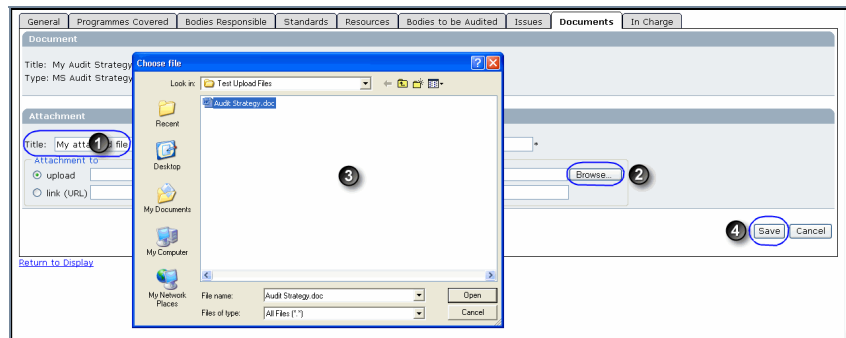 General Programmes Covered Bodies Responsible Standards Resources Bodies to be Audited Issues Documents In Charge
Document
Title: My Audit Strategy
Type: MS Audit Strategy
Choose file
Look in: Test Upload Files
Audit Strategy.doc
Recent
Desktop
My Documents
My Computer
My Network Places
File name: Audit Strategy.doc Open
Files of type: All Files (*.*) Cancel
Attachment
Title: My atta 1 file *
Attachment to
upload Browse... 2
link (URL)
3
4 Save Cancel
Return to Display